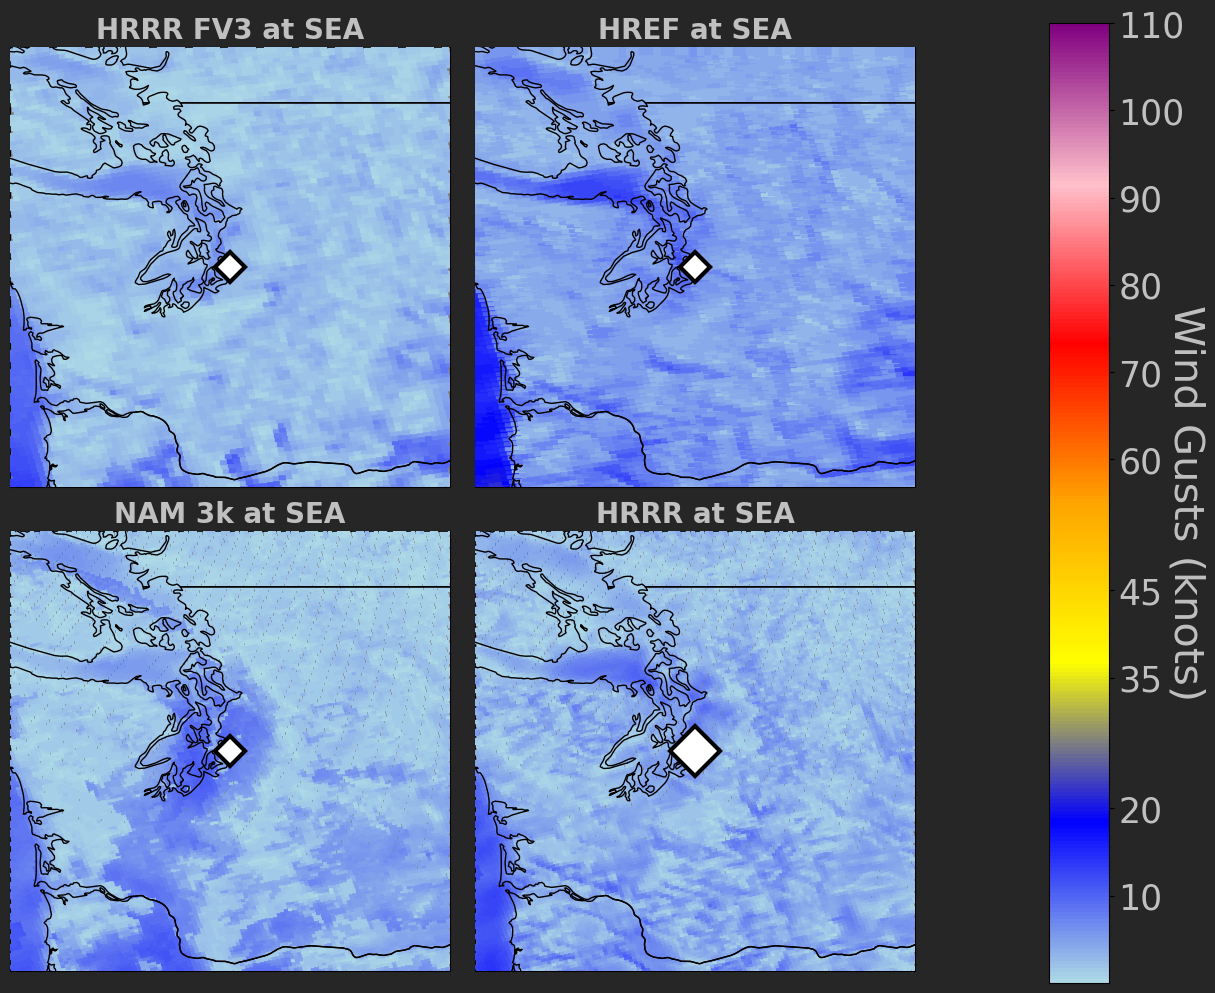 HRRR FV3 at SEA
HREF at SEA
NAM 3k at SEA
HRRR at SEA
110
100
90
80
70
60
45
35
20
10
Wind Gusts (knots)